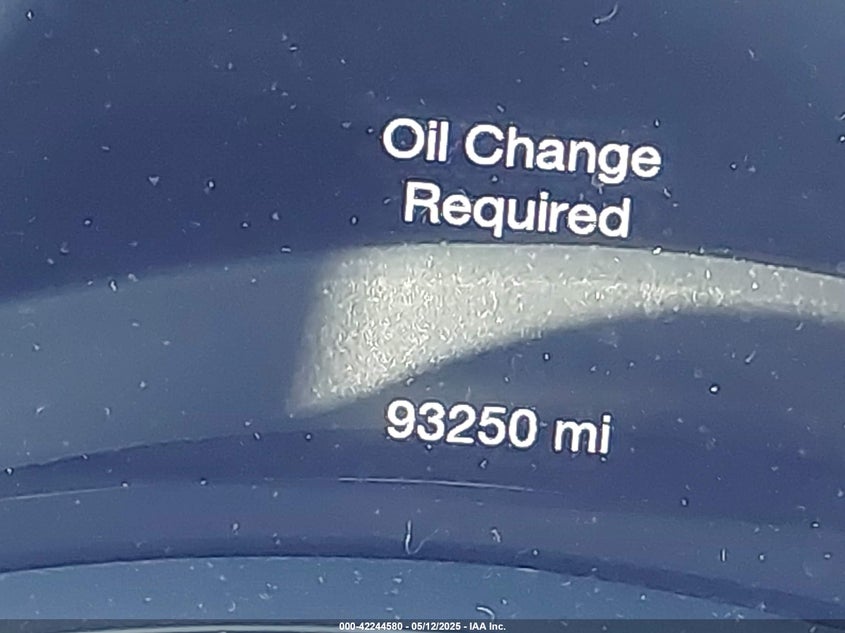 Oil Change
Required
93250 mi
000-42244580 - 05/12/2025 - IAA Inc.